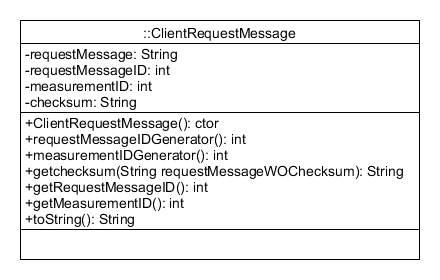 ::ClientRequestMessage
-requestMessage: String
-requestMessageID: int
-measurementID: int
-checksum: String
+ClientRequestMessage(): ctor
+requestMessageIDGenerator(): int
+measurementIDGenerator(): int
+getchecksum(String requestMessageWOChecksum): String
+getRequestMessageID(): int
+getMeasurementID(): int
+toString(): String